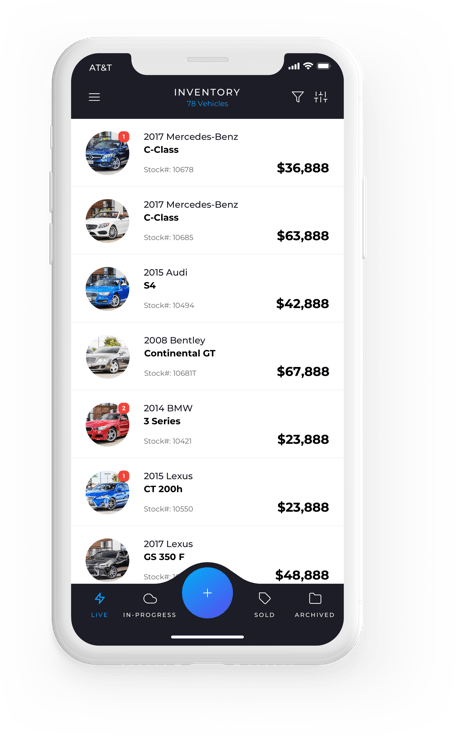 AT&T
INVENTORY
78 Vehicles
1
2017 Mercedes-Benz
C-Class
Stock#: 10678
$36,888
2017 Mercedes-Benz
C-Class
Stock#: 10685
$63,888
2015 Audi
S4
Stock#: 10494
$42,888
2008 Bentley
Continental GT
Stock#: 10681T
$67,888
2
2014 BMW
3 Series
Stock#: 10421
$23,888
1
2015 Lexus
CT 200h
Stock#: 10550
$23,888
2017 Lexus
GS 350 F
Stock#:
$48,888
LIVE
IN-PROGRESS
+
SOLD
ARCHIVED